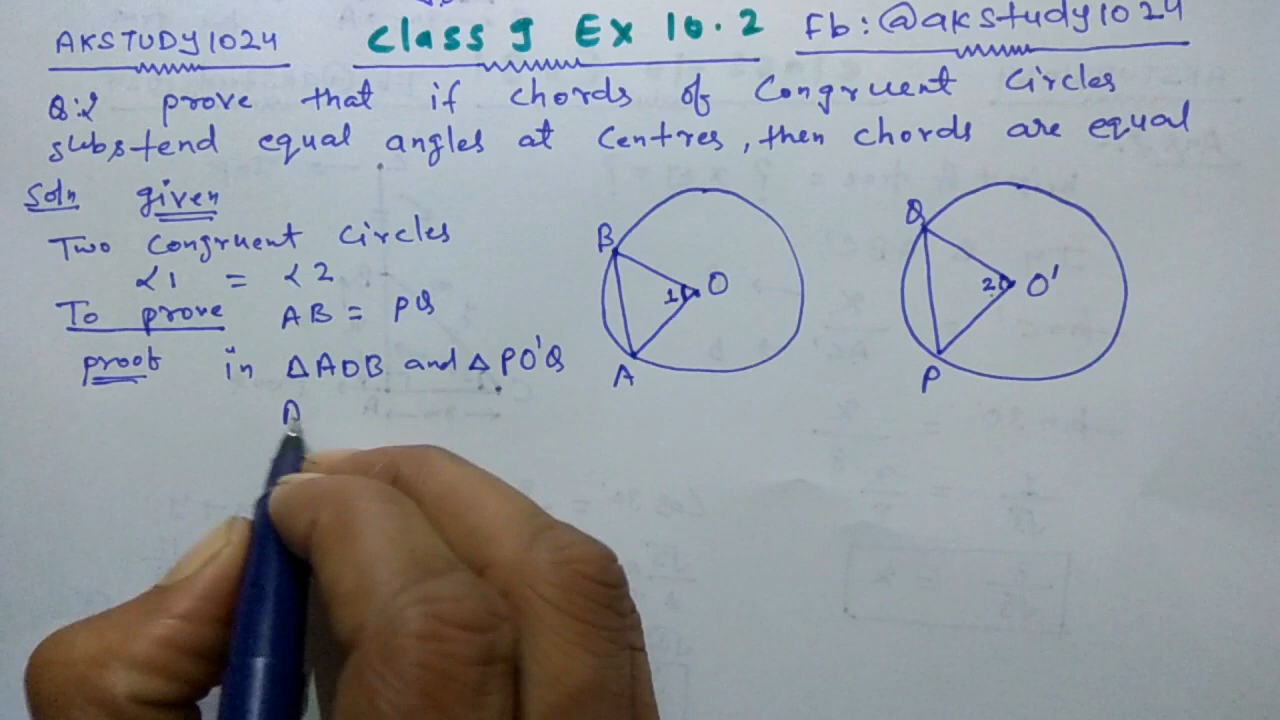 AKSTUDY1024 Class 9 Ex 10.2 Fb:@akstudy1024
Q:2 prove that if chords of Congruent Circles
substend equal angles at Centres, then chords are equal
Soln given
Two Congruent Circles
∠1 = ∠2
To prove AB = PQ
proof in ΔAOB and ΔPO'Q
B
1
O
A
Q
2
O'
P